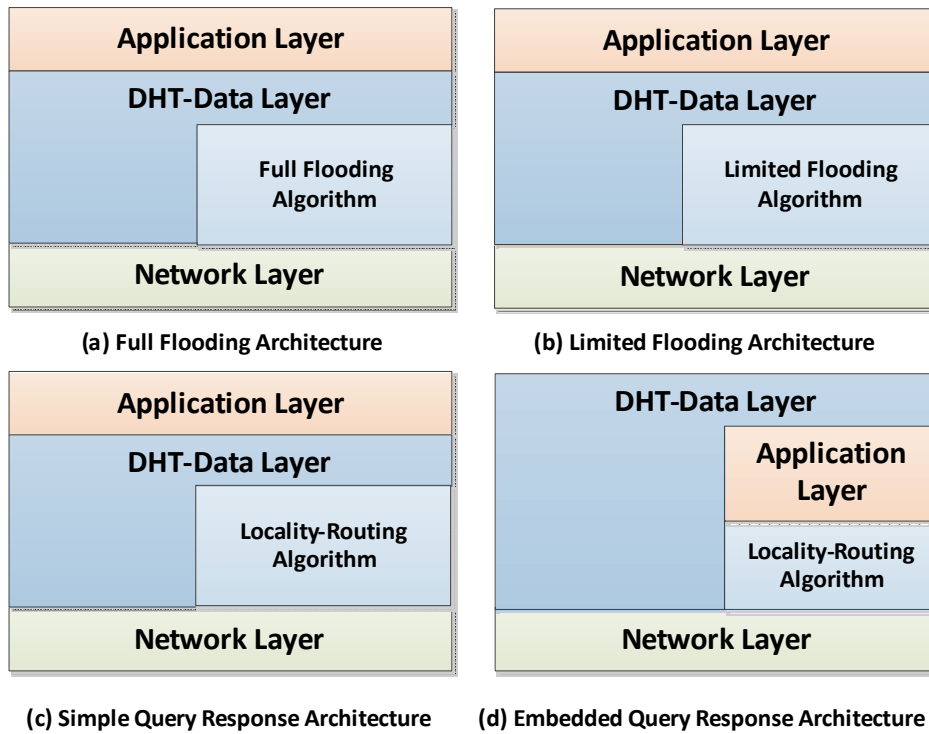 Application Layer
DHT-Data Layer
Full Flooding
Algorithm
Network Layer
(a) Full Flooding Architecture
Application Layer
DHT-Data Layer
Limited Flooding
Algorithm
Network Layer
(b) Limited Flooding Architecture
Application Layer
DHT-Data Layer
Locality-Routing
Algorithm
Network Layer
(c) Simple Query Response Architecture
DHT-Data Layer
Application
Layer
Locality-Routing
Algorithm
Network Layer
(d) Embedded Query Response Architecture